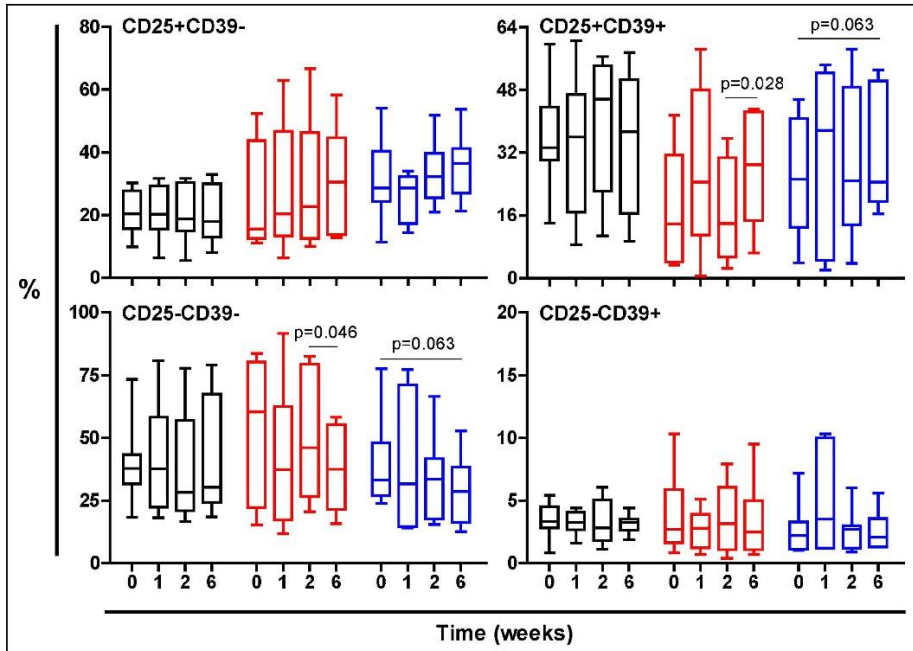 CD25+CD39-
80
60
40
20
0
CD25+CD39+
64
48
32
16
0
p=0.063
p=0.028
%
CD25-CD39-
100
75
50
25
0
p=0.046
p=0.063
0 1 2 6 0 1 2 6 0 1 2 6
CD25-CD39+
20
15
10
5
0
0 1 2 6 0 1 2 6 0 1 2 6
Time (weeks)